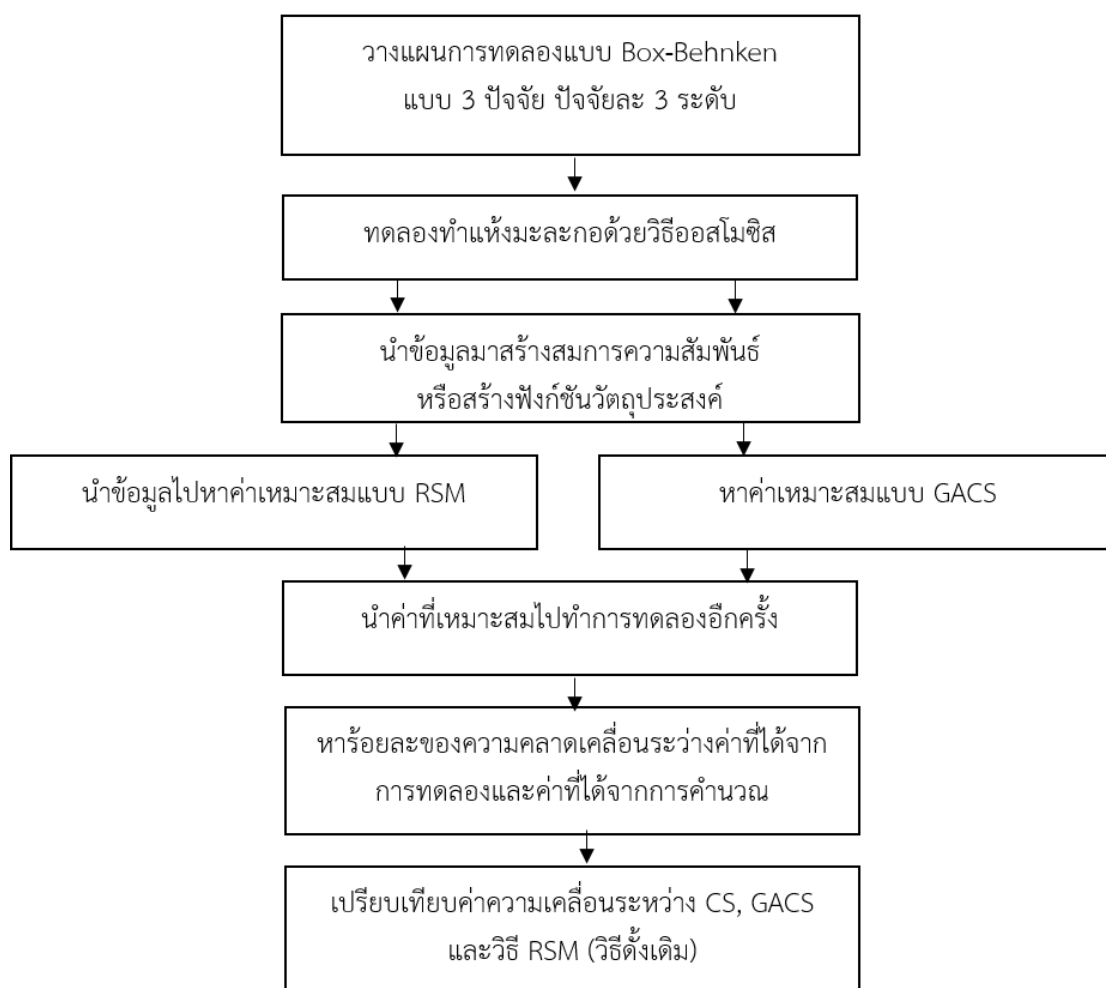 วางแผนการทดลองแบบ Box-Behnken
แบบ 3 ปัจจัย ปัจจัยละ 3 ระดับ
ทดลองทำแห้งมะละกอด้วยวิธีออสโมซิส
นำข้อมูลมาสร้างสมการความสัมพันธ์
หรือสร้างฟังก์ชันวัตถุประสงค์
นำข้อมูลไปหาค่าเหมาะสมแบบ RSM
หาค่าเหมาะสมแบบ GACS
นำค่าที่เหมาะสมไปทำการทดลองอีกครั้ง
หาร้อยละของความคลาดเคลื่อนระว่างค่าที่ได้จาก
การทดลองและค่าที่ได้จากการคำนวณ
เปรียบเทียบค่าความเคลื่อนระหว่าง CS, GACS
และวิธี RSM (วิธีดั้งเดิม)